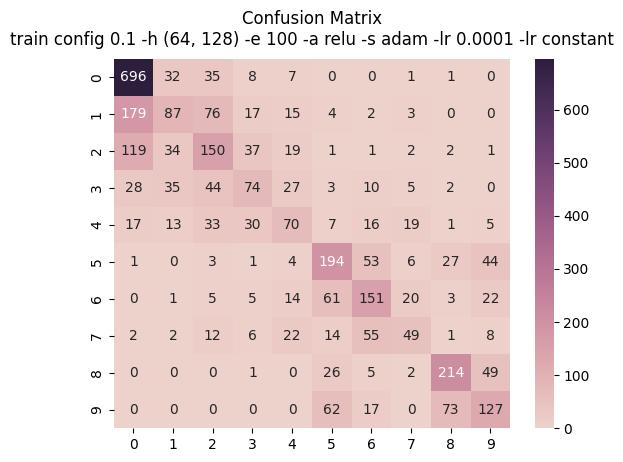 Confusion Matrix
train config 0.1 -h (64, 128) -e 100 -a relu -s adam -lr 0.0001 -lr constant
0 696 32 35 8 7 0 0 1 1 0
1 179 87 76 17 15 4 2 3 0 0
2 119 34 150 37 19 1 1 2 2 1
3 28 35 44 74 27 3 10 5 2 0
4 17 13 33 30 70 7 16 19 1 5
5 1 0 3 1 4 194 53 6 27 44
6 0 1 5 5 14 61 151 20 3 22
7 2 2 12 6 22 14 55 49 1 8
8 0 0 0 1 0 26 5 2 214 49
9 0 0 0 0 0 62 17 0 73 127
0 1 2 3 4 5 6 7 8 9
600
500
400
300
200
100
0